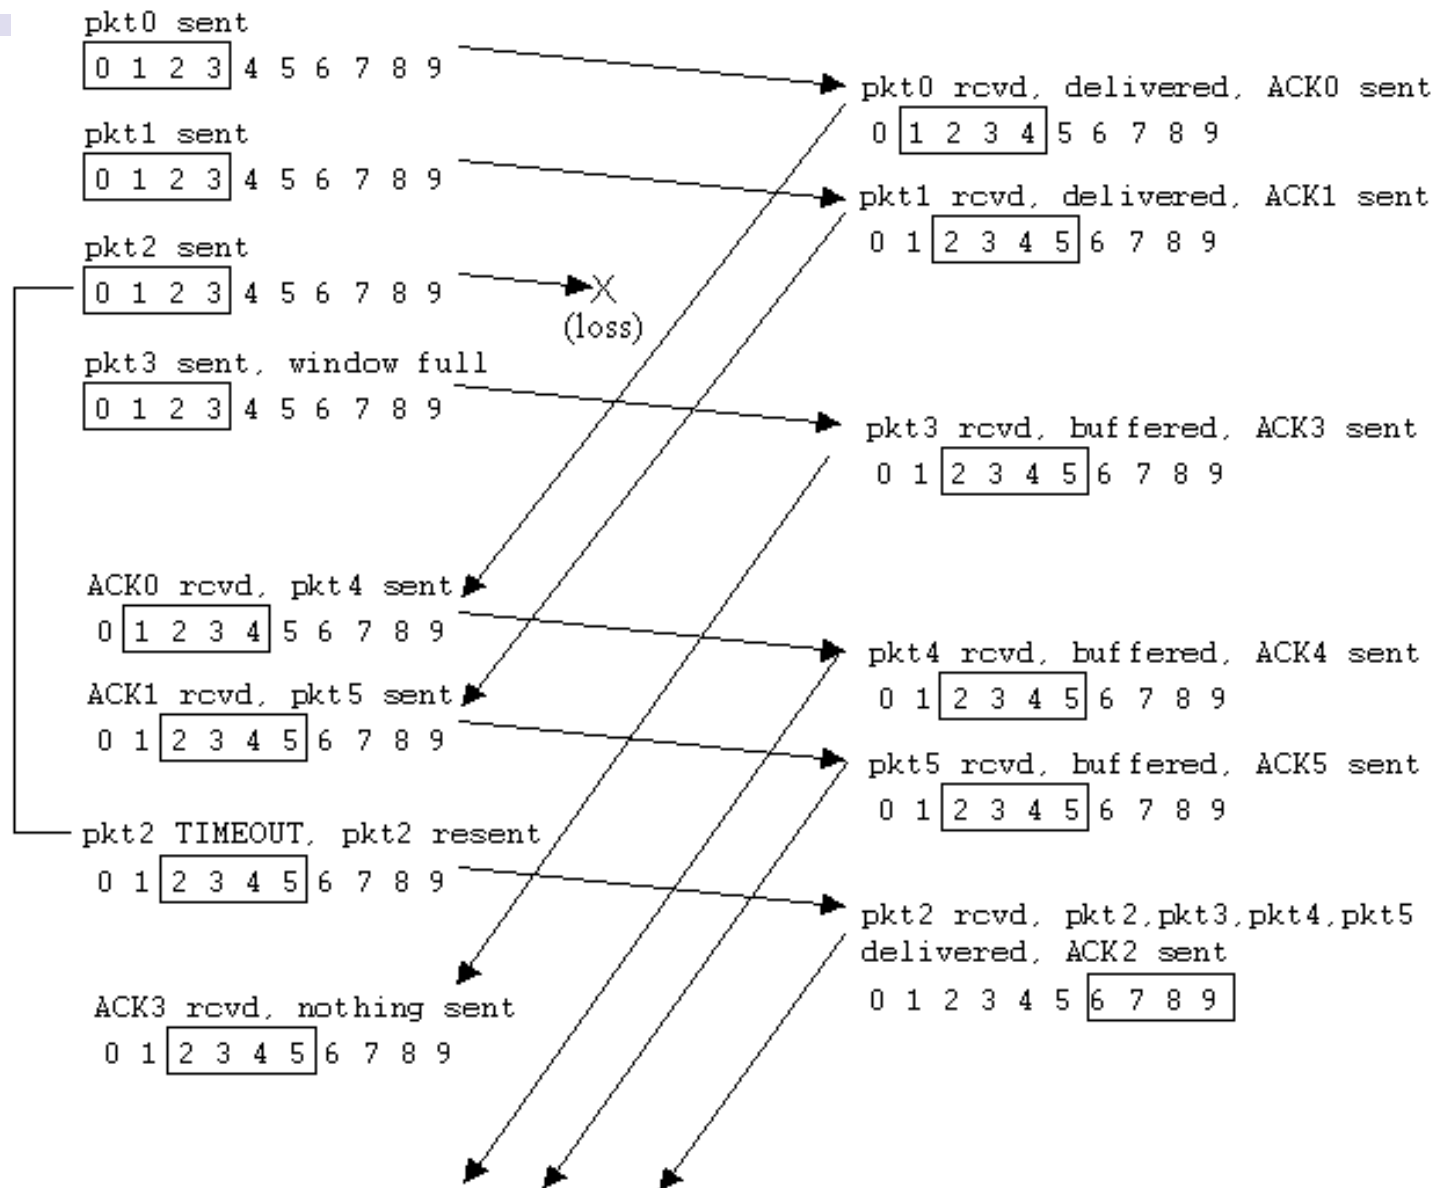 pkt0 sent
0 1 2 3 4 5 6 7 8 9
pkt1 sent
0 1 2 3 4 5 6 7 8 9
pkt2 sent
0 1 2 3 4 5 6 7 8 9
(loss)
pkt3 sent, window full
0 1 2 3 4 5 6 7 8 9
ACK0 rcvd, pkt4 sent
0 1 2 3 4 5 6 7 8 9
ACK1 rcvd, pkt5 sent
0 1 2 3 4 5 6 7 8 9
pkt2 TIMEOUT, pkt2 resent
0 1 2 3 4 5 6 7 8 9
ACK3 rcvd, nothing sent
0 1 2 3 4 5 6 7 8 9
pkt0 rcvd, delivered, ACK0 sent
0 1 2 3 4 5 6 7 8 9
pkt1 rcvd, delivered, ACK1 sent
0 1 2 3 4 5 6 7 8 9
pkt3 rcvd, buffered, ACK3 sent
0 1 2 3 4 5 6 7 8 9
pkt4 rcvd, buffered, ACK4 sent
0 1 2 3 4 5 6 7 8 9
pkt5 rcvd, buffered, ACK5 sent
0 1 2 3 4 5 6 7 8 9
pkt2 rcvd, pkt2,pkt3,pkt4,pkt5
delivered, ACK2 sent
0 1 2 3 4 5 6 7 8 9